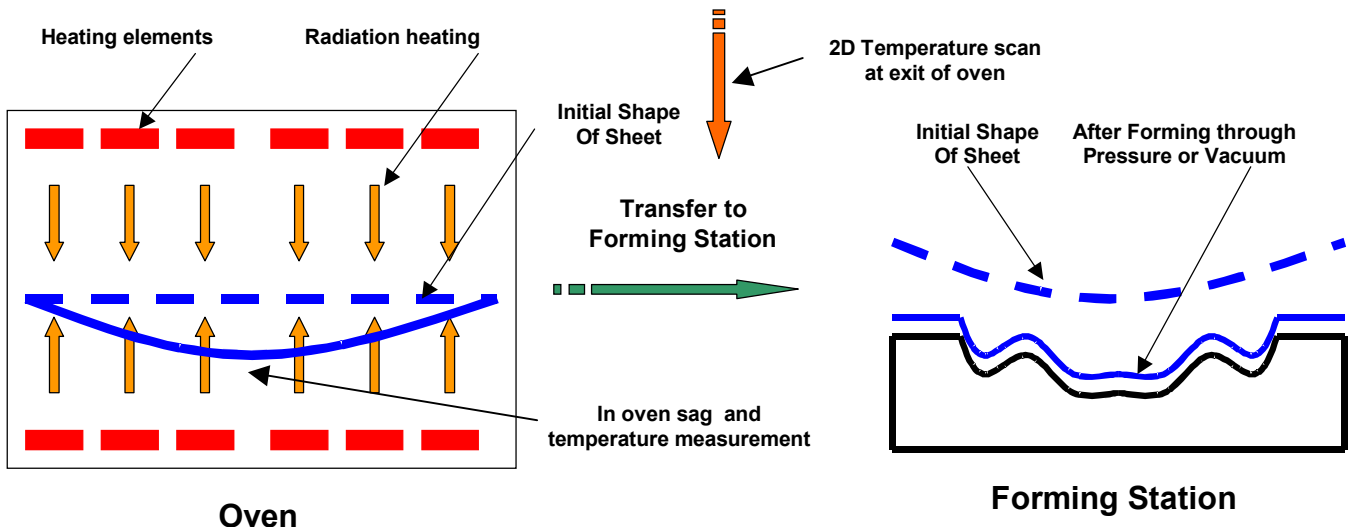 Heating elements
Radiation heating
2D Temperature scan
at exit of oven
Initial Shape
Of Sheet
Initial Shape
Of Sheet
After Forming through
Pressure or Vacuum
Transfer to
Forming Station
In oven sag and
temperature measurement
Oven
Forming Station